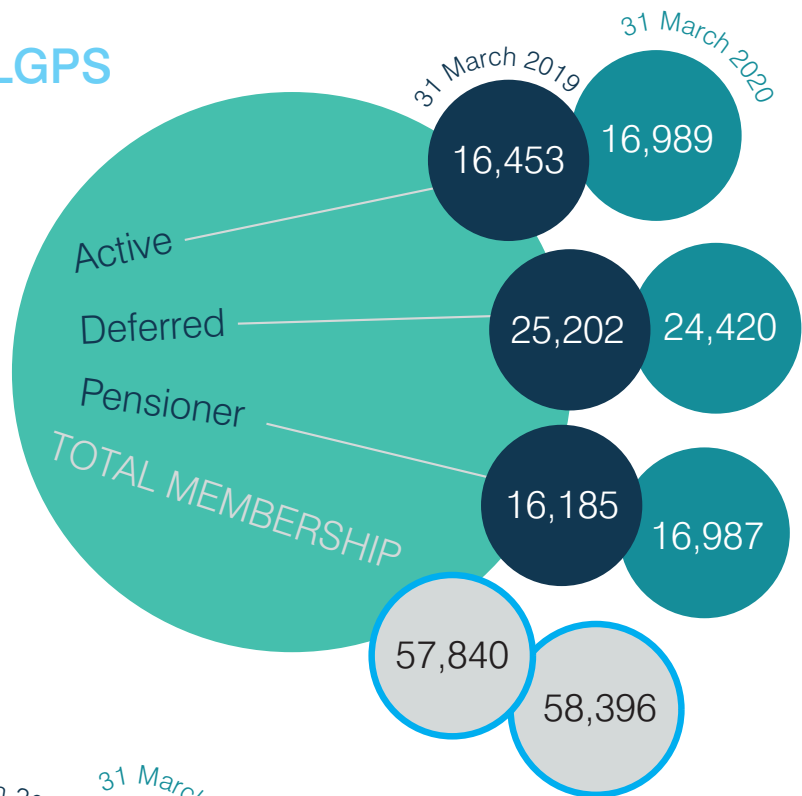 LGPS
31 March 2019
31 March 2020
Active
16,453
16,989
Deferred
25,202
24,420
Pensioner
16,185
16,987
TOTAL MEMBERSHIP
57,840
58,396
31